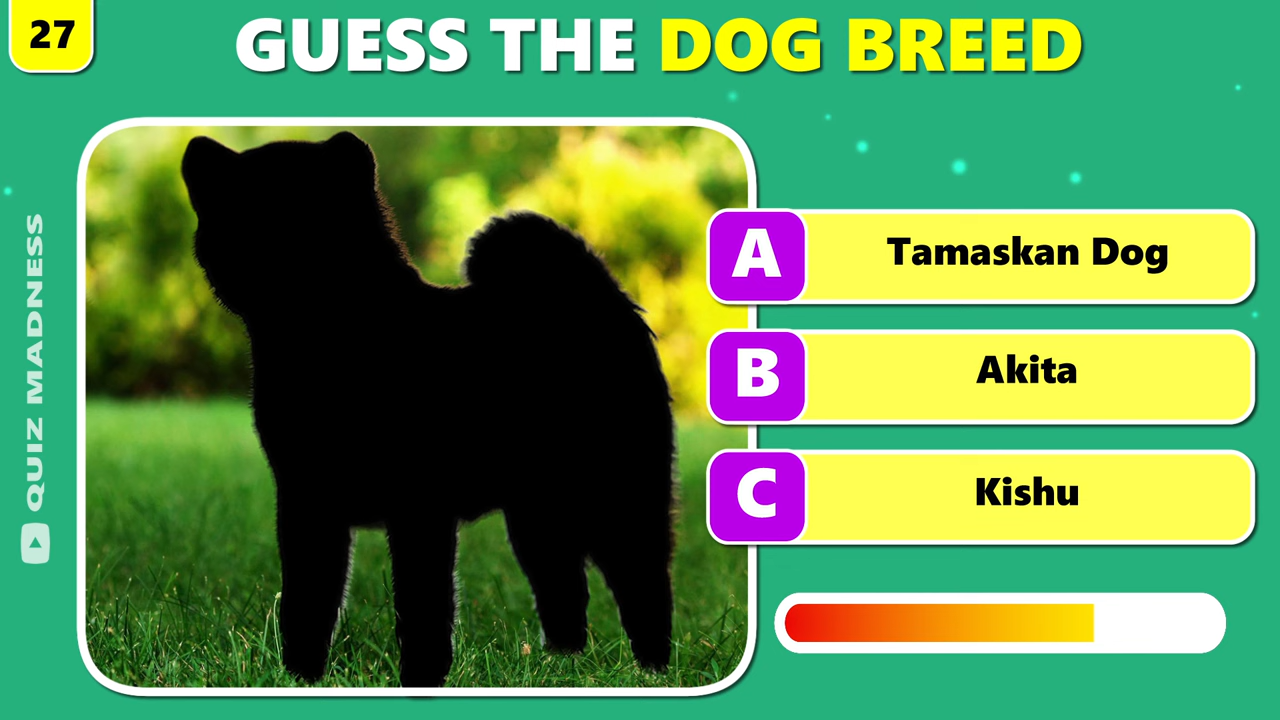 27
GUESS THE DOG BREED
QUIZ MADNESS
A
Tamaskan Dog
B
Akita
C
Kishu